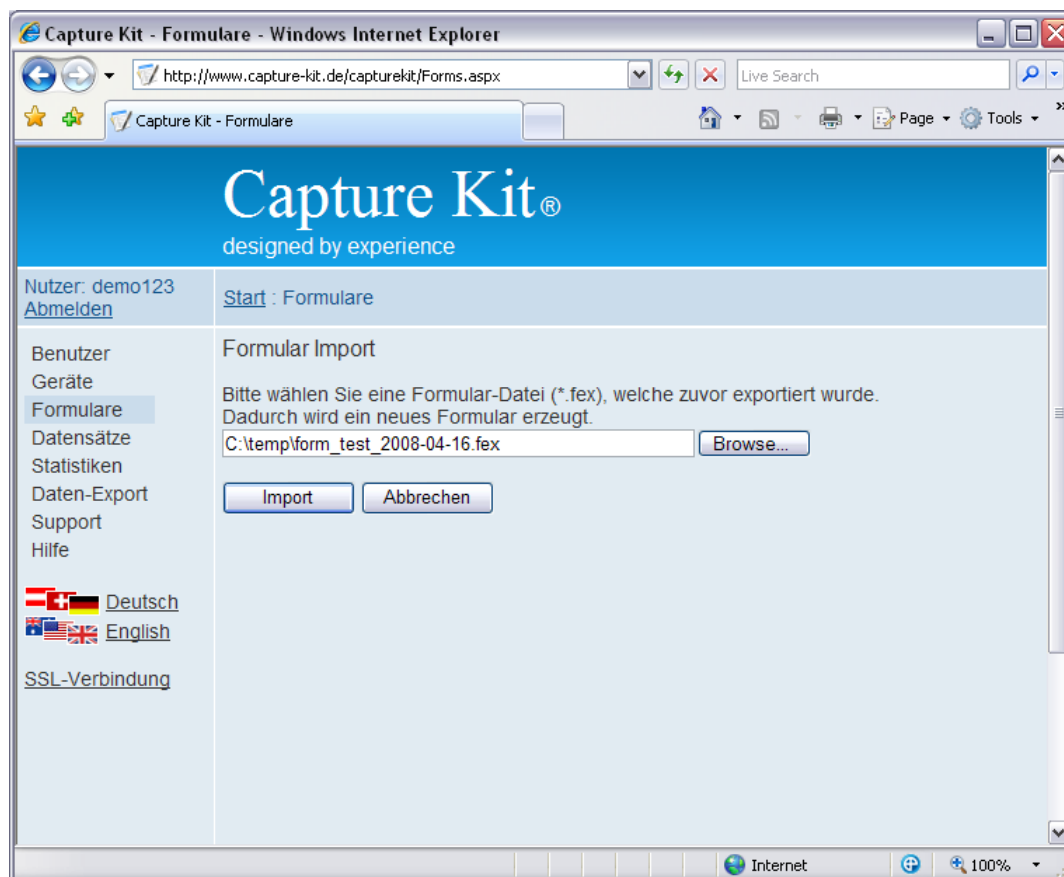 Capture Kit - Formulare - Windows Internet Explorer
http://www.capture-kit.de/capturekit/Forms.aspx
Live Search
Capture Kit - Formulare
Page
Tools
»
Capture Kit®
designed by experience
Nutzer: demo123
Abmelden
Start : Formulare
Benutzer
Geräte
Formulare
Datensätze
Statistiken
Daten-Export
Support
Hilfe
Deutsch
English
SSL-Verbindung
Formular Import
Bitte wählen Sie eine Formular-Datei (*.fex), welche zuvor exportiert wurde.
Dadurch wird ein neues Formular erzeugt.
C:\temp\form_test_2008-04-16.fex
Browse...
Import
Abbrechen
Internet
100%